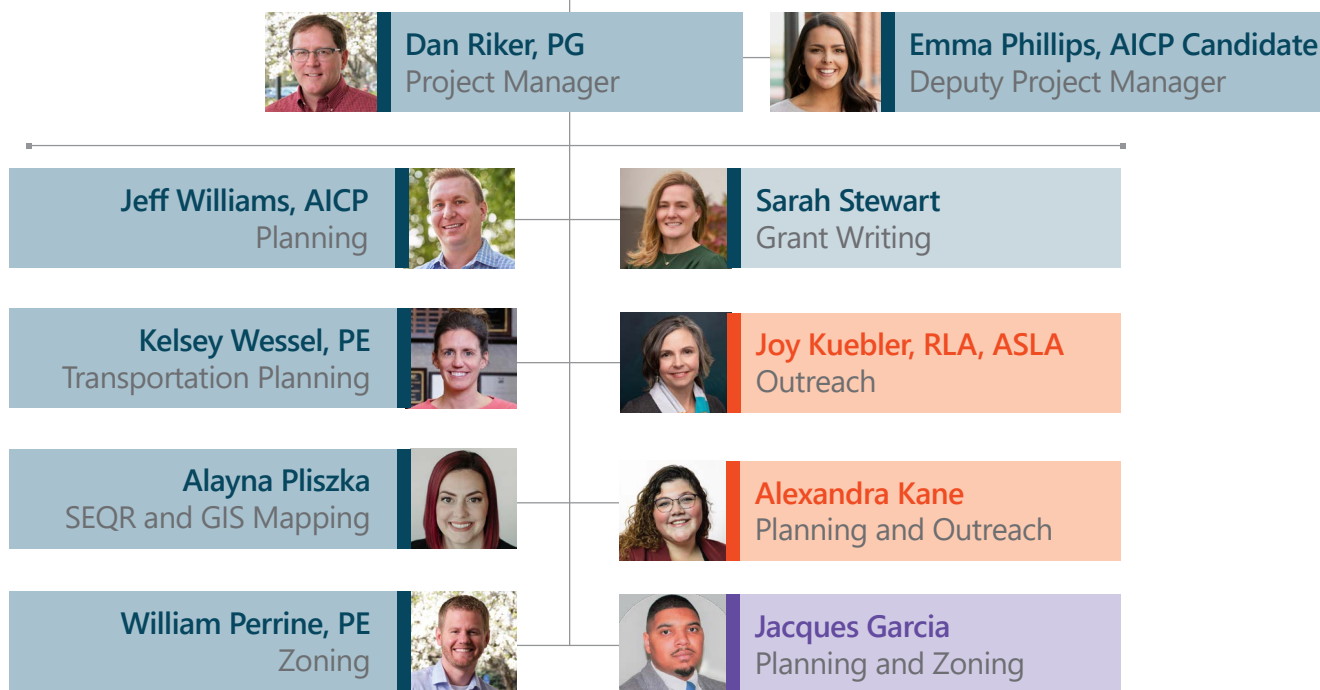 Dan Riker, PG
Project Manager
Emma Phillips, AICP Candidate
Deputy Project Manager
Jeff Williams, AICP
Planning
Sarah Stewart
Grant Writing
Kelsey Wessel, PE
Transportation Planning
Joy Kuebler, RLA, ASLA
Outreach
Alayna Pliszka
SEQR and GIS Mapping
Alexandra Kane
Planning and Outreach
William Perrine, PE
Zoning
Jacques Garcia
Planning and Zoning